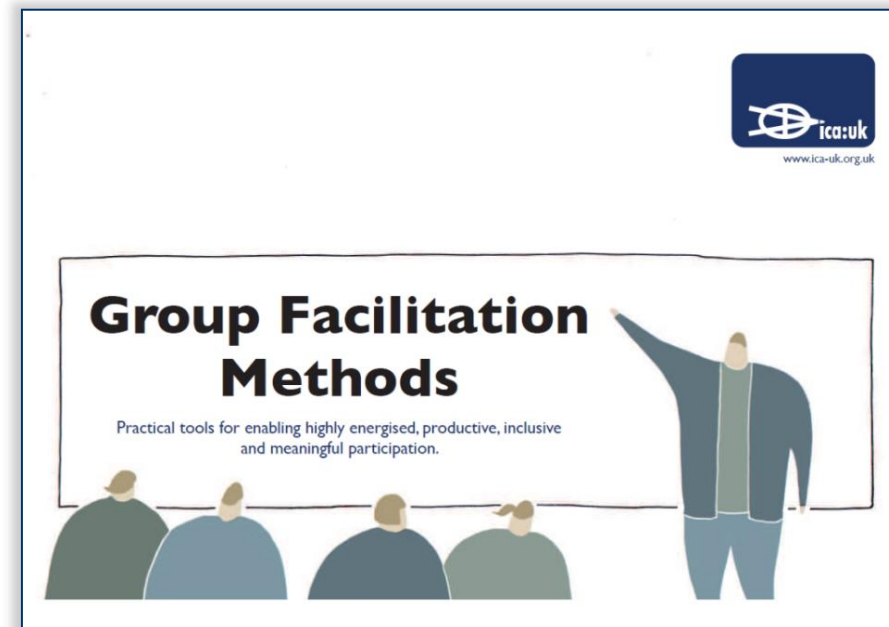 ica:uk
www.ica-uk.org.uk
Group Facilitation
Methods
Practical tools for enabling highly energised, productive, inclusive
and meaningful participation.